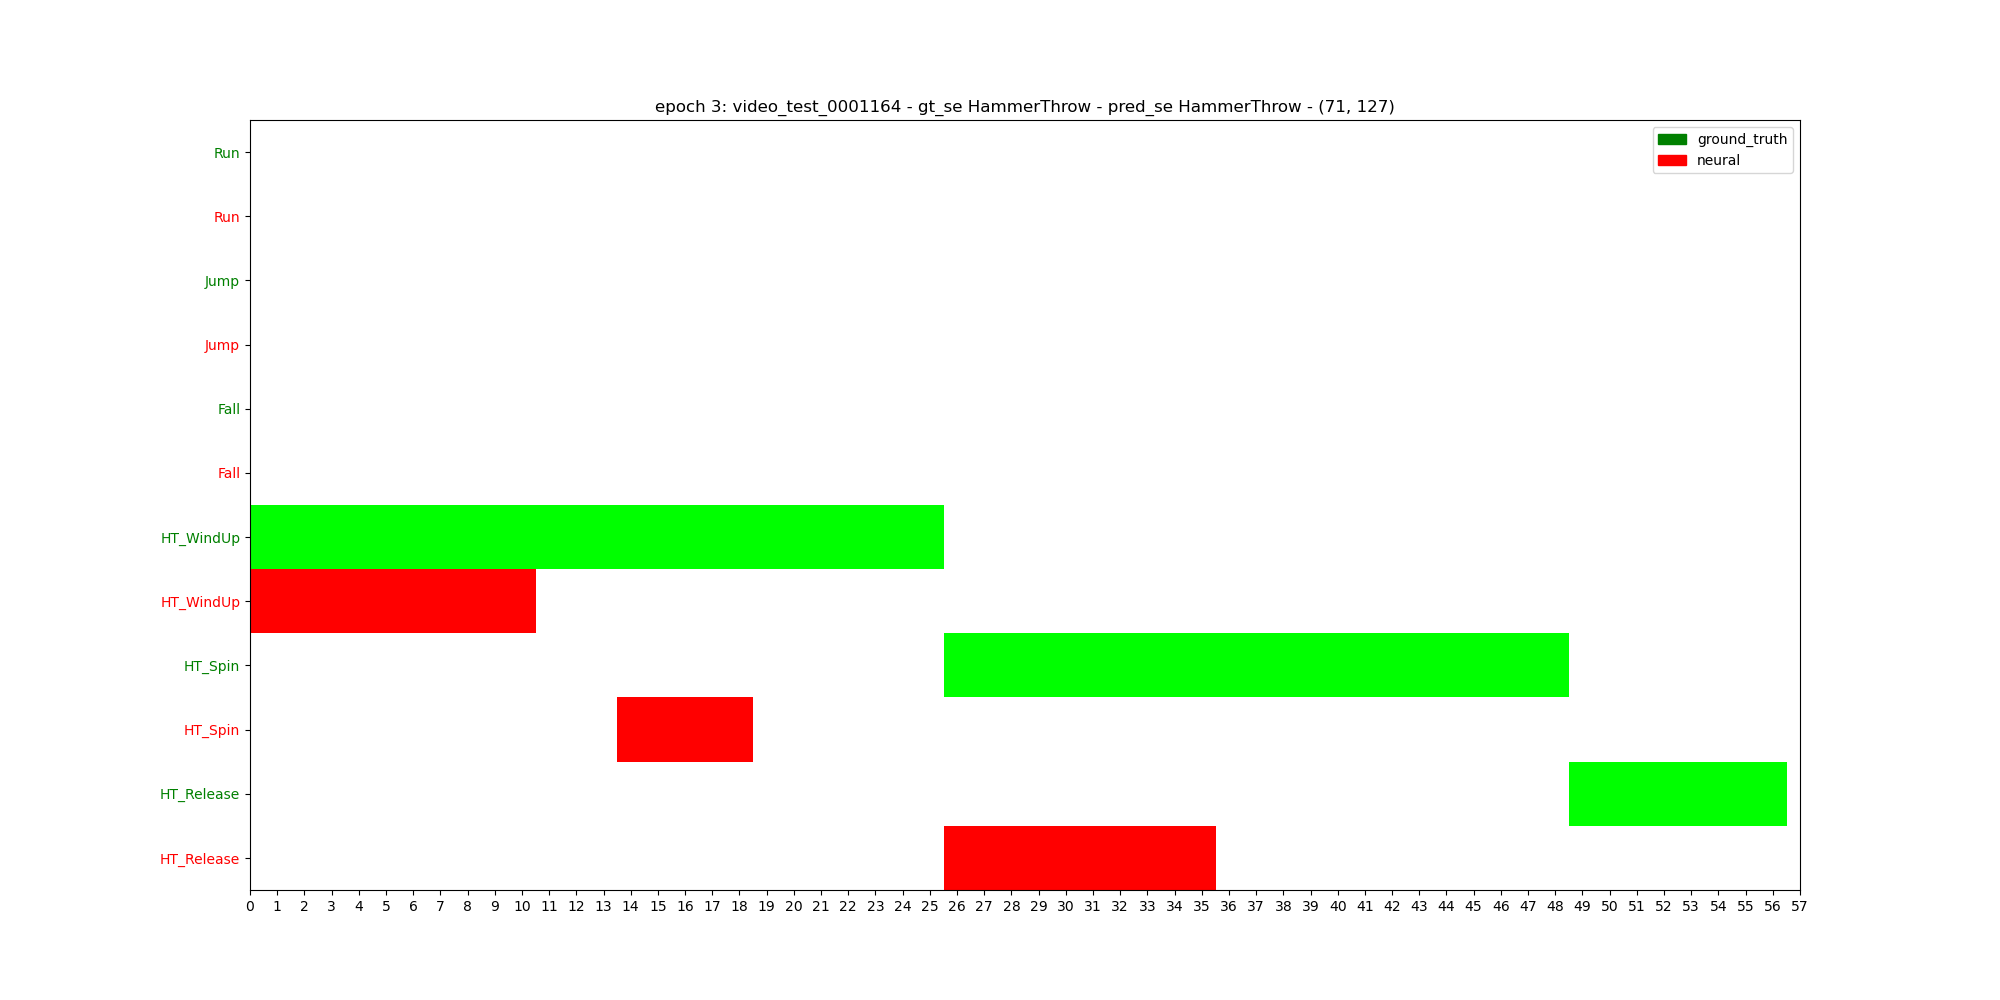 epoch 3: video_test_0001164 - gt_se HammerThrow - pred_se HammerThrow - (71, 127)
ground_truth
neural
Run
Run
Jump
Jump
Fall
Fall
HT_WindUp
HT_WindUp
HT_Spin
HT_Spin
HT_Release
HT_Release
0 1 2 3 4 5 6 7 8 9 10 11 12 13 14 15 16 17 18 19 20 21 22 23 24 25 26 27 28 29 30 31 32 33 34 35 36 37 38 39 40 41 42 43 44 45 46 47 48 49 50 51 52 53 54 55 56 57